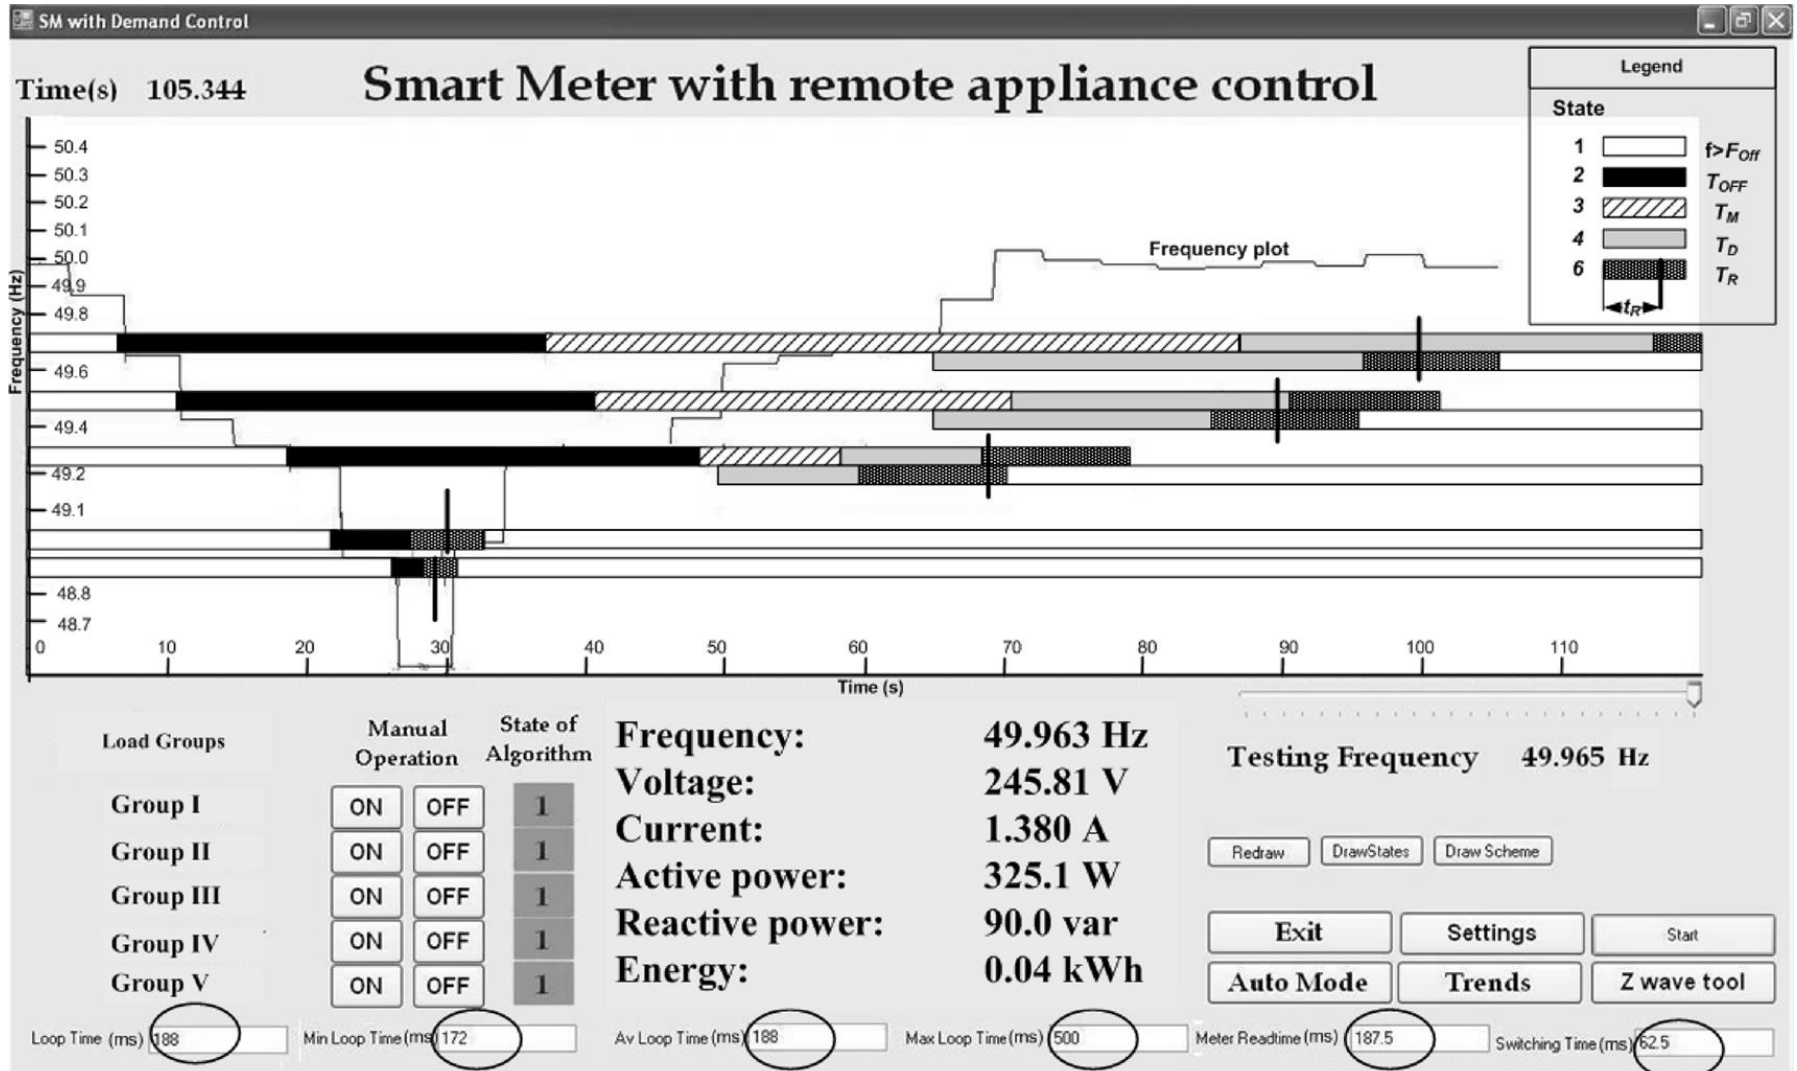 SM with Demand Control
Time(s) 105.344
Smart Meter with remote appliance control
Legend
State
1 f>F_Off
2 T_OFF
3 T_M
4 T_D
6 T_R
t_R
Frequency (Hz)
50.4
50.3
50.2
50.1
50.0
49.9
49.8
49.6
49.4
49.2
49.1
48.8
48.7
Frequency plot
0 10 20 30 40 50 60 70 80 90 100 110
Time (s)
Load Groups
Manual Operation
State of Algorithm
Group I ON OFF 1
Group II ON OFF 1
Group III ON OFF 1
Group IV ON OFF 1
Group V ON OFF 1
Frequency: 49.963 Hz
Voltage: 245.81 V
Current: 1.380 A
Active power: 325.1 W
Reactive power: 90.0 var
Energy: 0.04 kWh
Testing Frequency 49.965 Hz
Redraw DrawStates Draw Scheme
Exit Settings Start
Auto Mode Trends Z wave tool
Loop Time (ms) 188
Min Loop Time (ms) 172
Av Loop Time (ms) 188
Max Loop Time (ms) 500
Meter Readtime (ms) 187.5
Switching Time (ms) 62.5